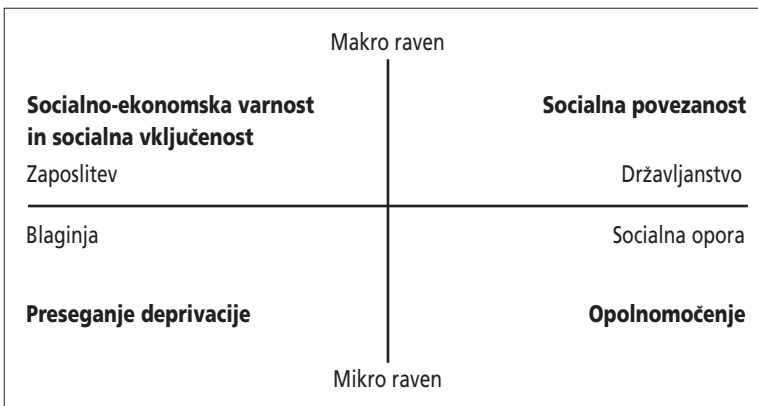 Makro raven
Socialno-ekonomska varnost
in socialna vključenost
Socialna povezanost
Zaposlitev
Državljanstvo
Blaginja
Socialna opora
Preseganje deprivacije
Opolnomočenje
Mikro raven